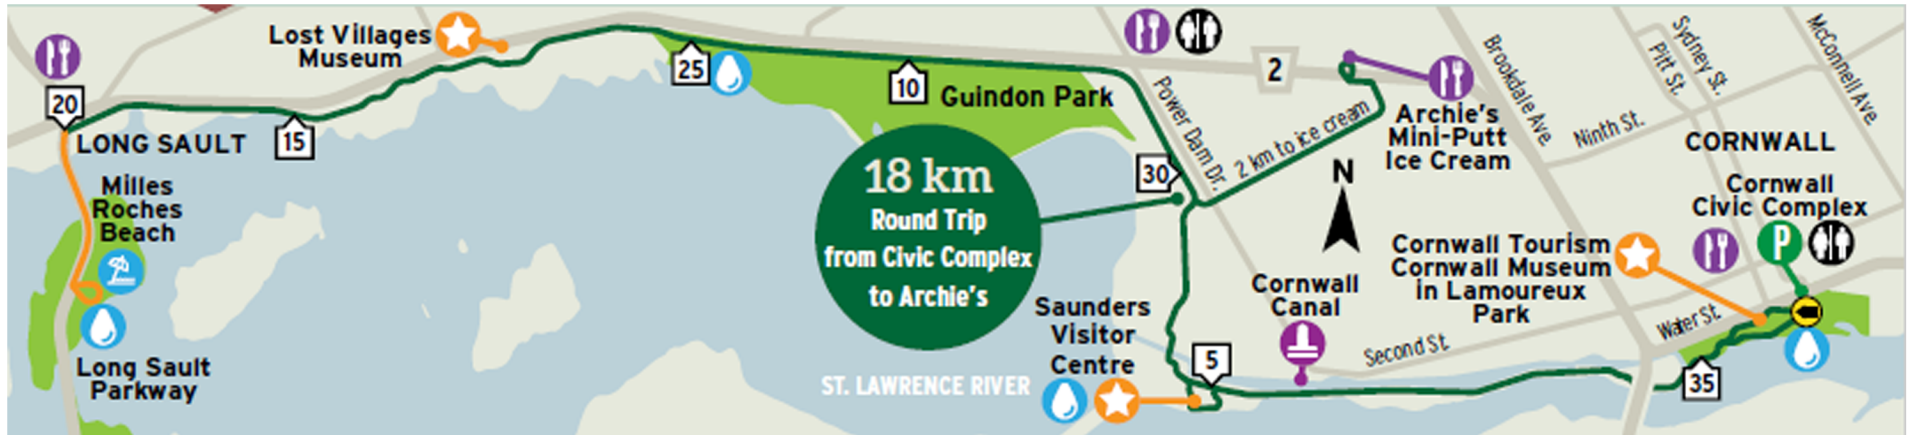 Lost Villages
Museum
20
LONG SAULT
15
25
10
Guindon Park
Milles
Roches
Beach
Long Sault
Parkway
18 km
Round Trip
from Civic Complex
to Archie's
ST. LAWRENCE RIVER
Saunders
Visitor
Centre
30
Power Dam Dr.
2 km to ice cream
2
Archie's
Mini-Putt
Ice Cream
N
Cornwall
Canal
5
Second St.
Brookdale Ave.
Ninth St.
Pitt St.
Sydney St.
McConnell Ave.
CORNWALL
Cornwall
Civic Complex
P
Cornwall Tourism
Cornwall Museum
in Lamoureux
Park
Water St.
35